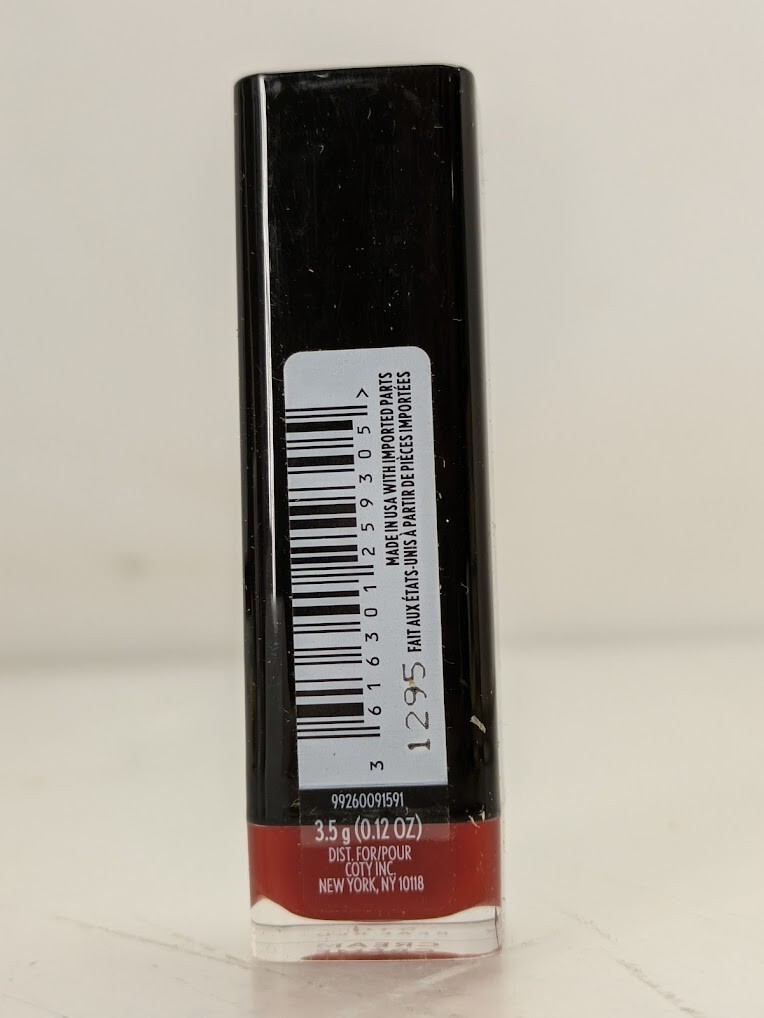 3 616301 259305 >
MADE IN USA WITH IMPORTED PARTS
FAIT AUX ÉTATS-UNIS À PARTIR DE PIÈCES IMPORTÉES
1295
99260091591
3.5 g (0.12 OZ)
DIST. FOR/POUR
COTY INC.
NEW YORK, NY 10118